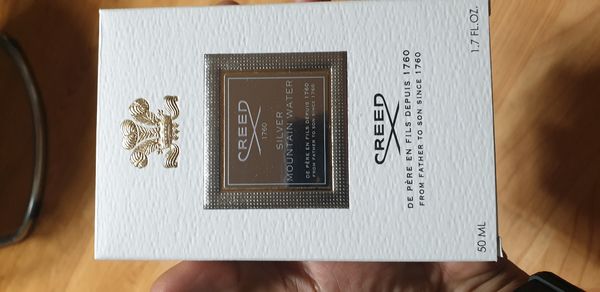 CREED
1760
SILVER
MOUNTAIN WATER
DE PÈRE EN FILS DEPUIS 1760
FROM FATHER TO SON SINCE 1760
CREED
DE PÈRE EN FILS DEPUIS 1760
FROM FATHER TO SON SINCE 1760
50 ML
1.7 FL.OZ.